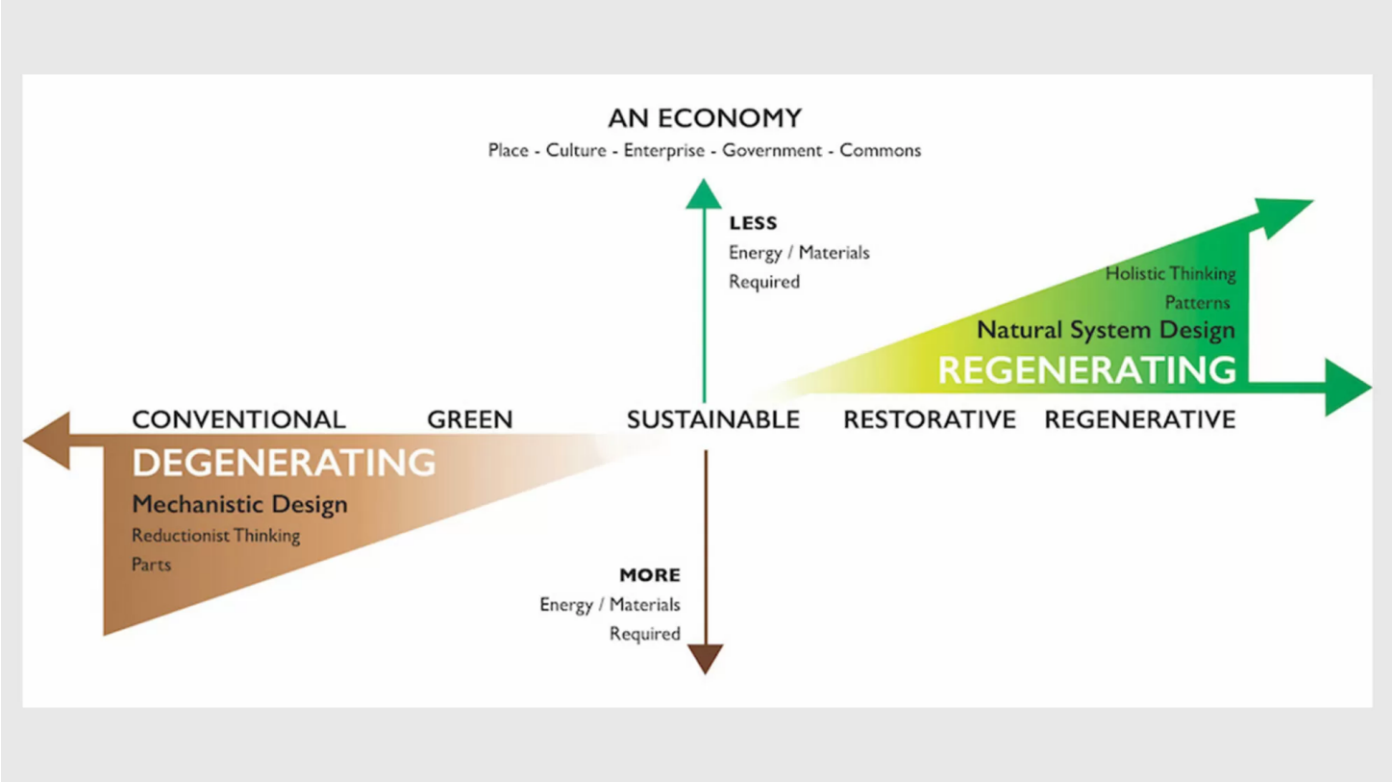 AN ECONOMY
Place - Culture - Enterprise - Government - Commons
LESS
Energy / Materials
Required
Holistic Thinking
Patterns
Natural System Design
REGENERATING
CONVENTIONAL GREEN SUSTAINABLE RESTORATIVE REGENERATIVE
DEGENERATING
Mechanistic Design
Reductionist Thinking
Parts
MORE
Energy / Materials
Required